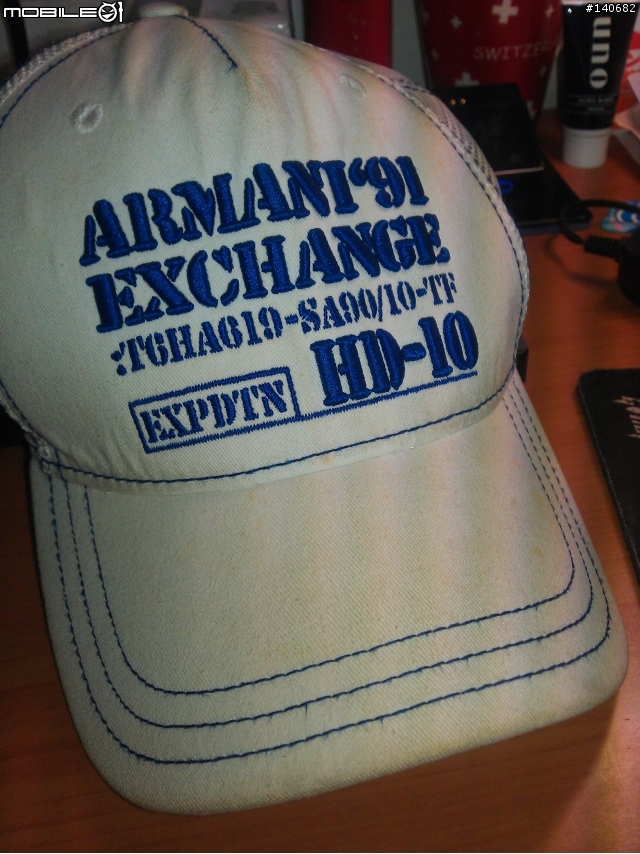 MOBILE01
#140682
SWITZE
uno
ARMANI'91
EXCHANGE
:T6HA619-SA90/10-TF
HD-10
EXPDTN